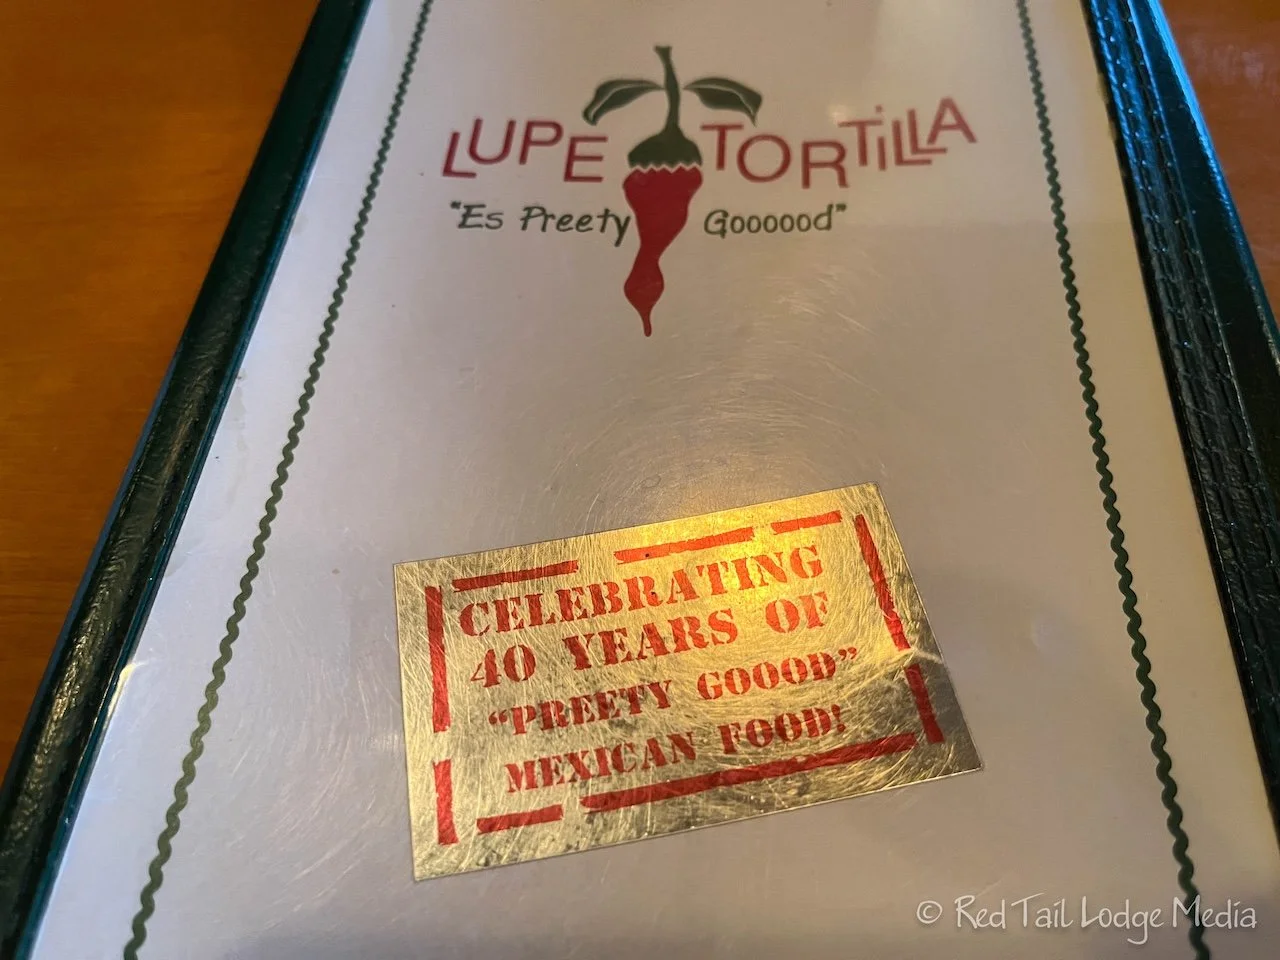 LUPE TORTiLLA
"Es Preety Goooood"
CELEBRATING
40 YEARS OF
"PREETY GOOOD"
MEXICAN FOOD!
© Red Tail Lodge Media